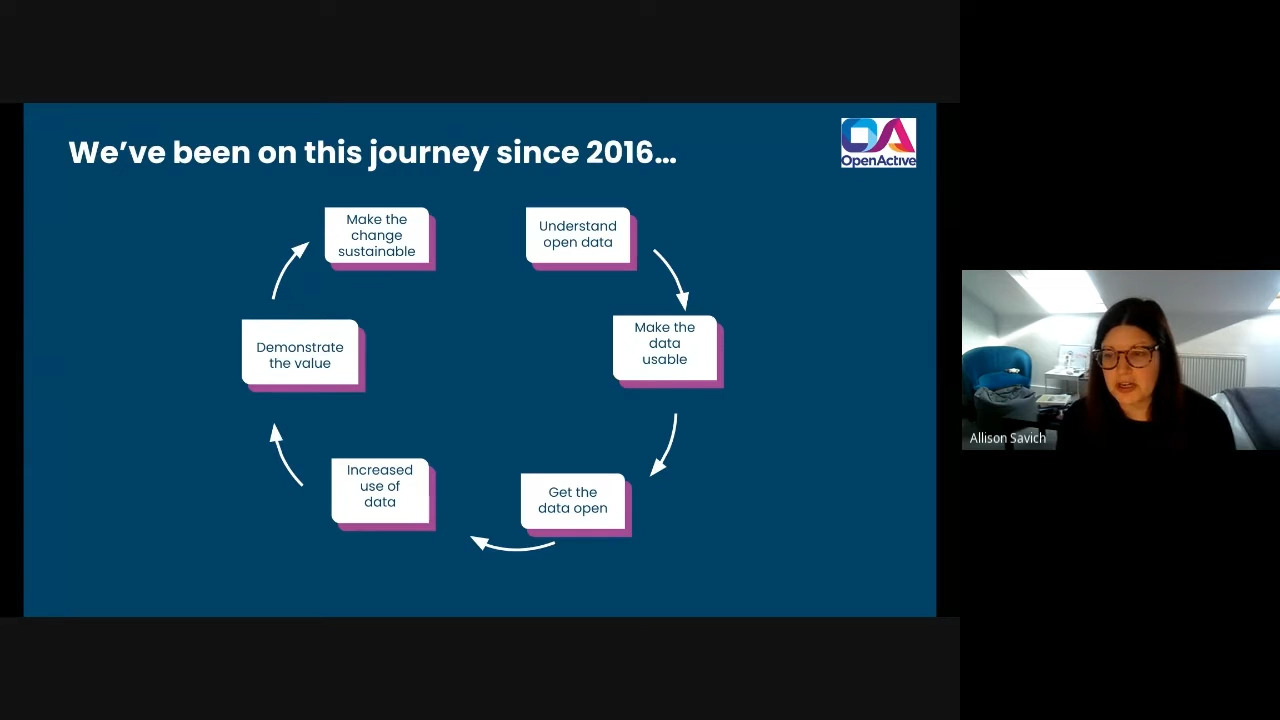 We’ve been on this journey since 2016...
OpenActive
Make the
change
sustainable
Understand
open data
Make the
data
usable
Demonstrate
the value
Increased
use of
data
Get the
data open
Allison Savich